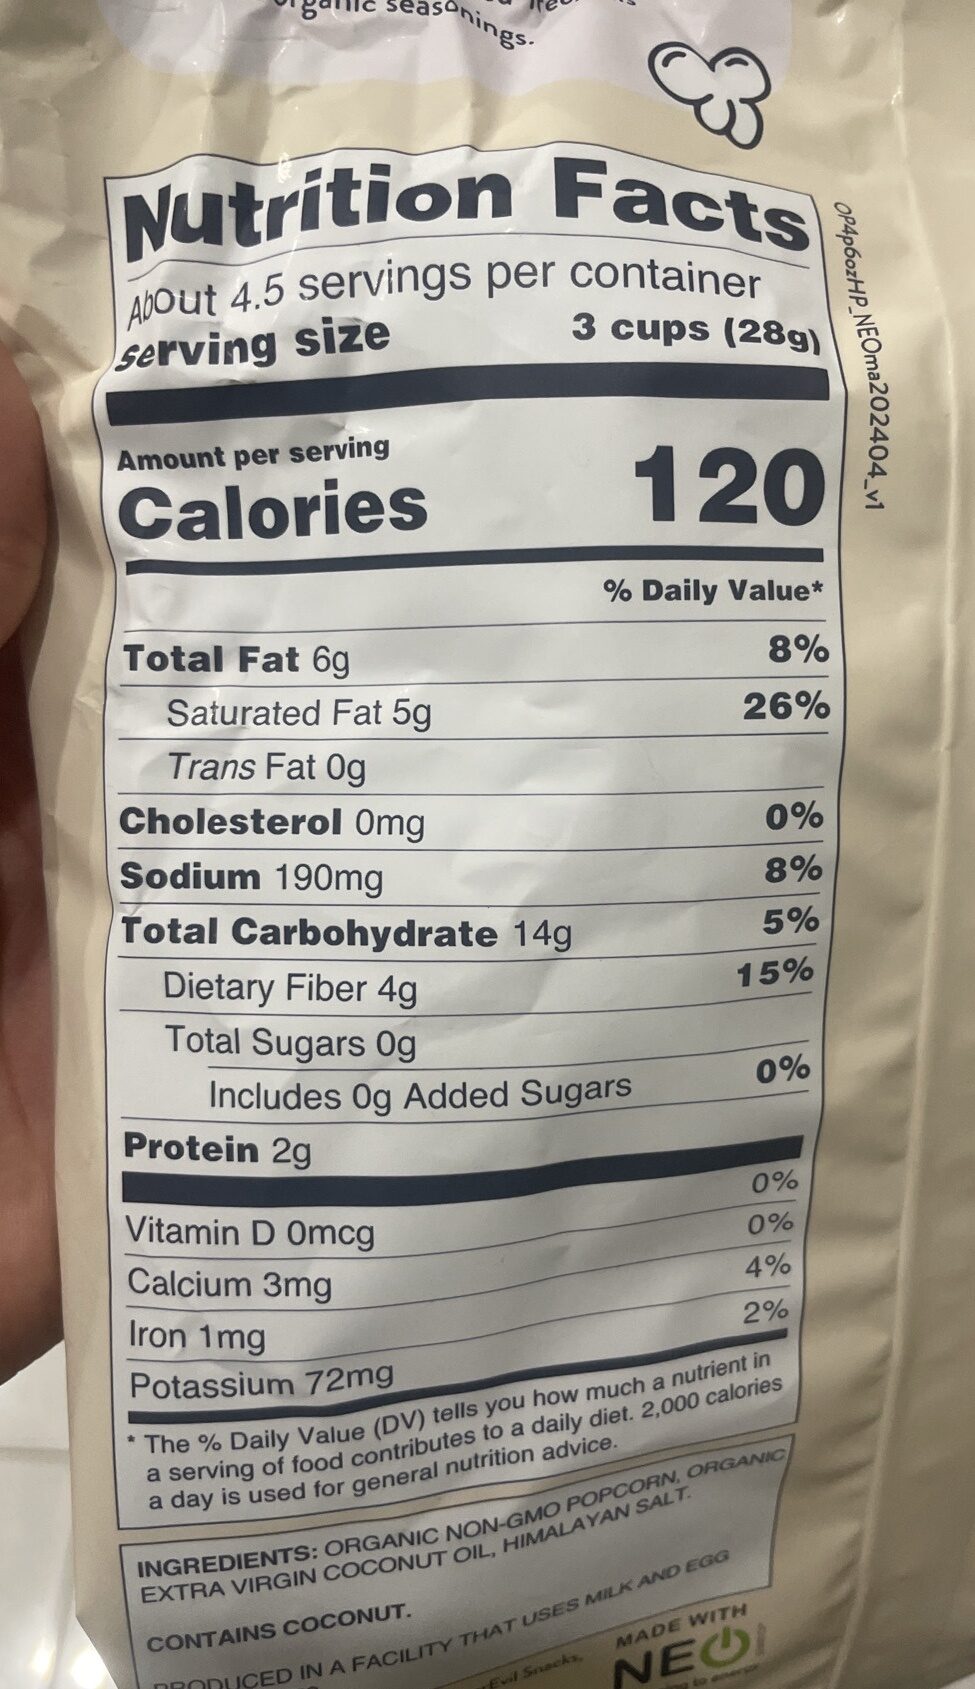 organic seasonings.
Nutrition Facts
About 4.5 servings per container
serving size 3 cups (28g)
Amount per serving
Calories 120
% Daily Value*
Total Fat 6g 8%
Saturated Fat 5g 26%
Trans Fat 0g
Cholesterol 0mg 0%
Sodium 190mg 8%
Total Carbohydrate 14g 5%
Dietary Fiber 4g 15%
Total Sugars 0g
Includes 0g Added Sugars 0%
Protein 2g
Vitamin D 0mcg 0%
Calcium 3mg 0%
Iron 1mg 4%
Potassium 72mg 2%
* The % Daily Value (DV) tells you how much a nutrient in
a serving of food contributes to a daily diet. 2,000 calories
a day is used for general nutrition advice.
INGREDIENTS: ORGANIC NON-GMO POPCORN, ORGANIC
EXTRA VIRGIN COCONUT OIL, HIMALAYAN SALT.
CONTAINS COCONUT.
PRODUCED IN A FACILITY THAT USES MILK AND EGG
Evil Snacks,
MADE WITH
NEO
to energy
OP4p6ozHP_NEOma202404_v1